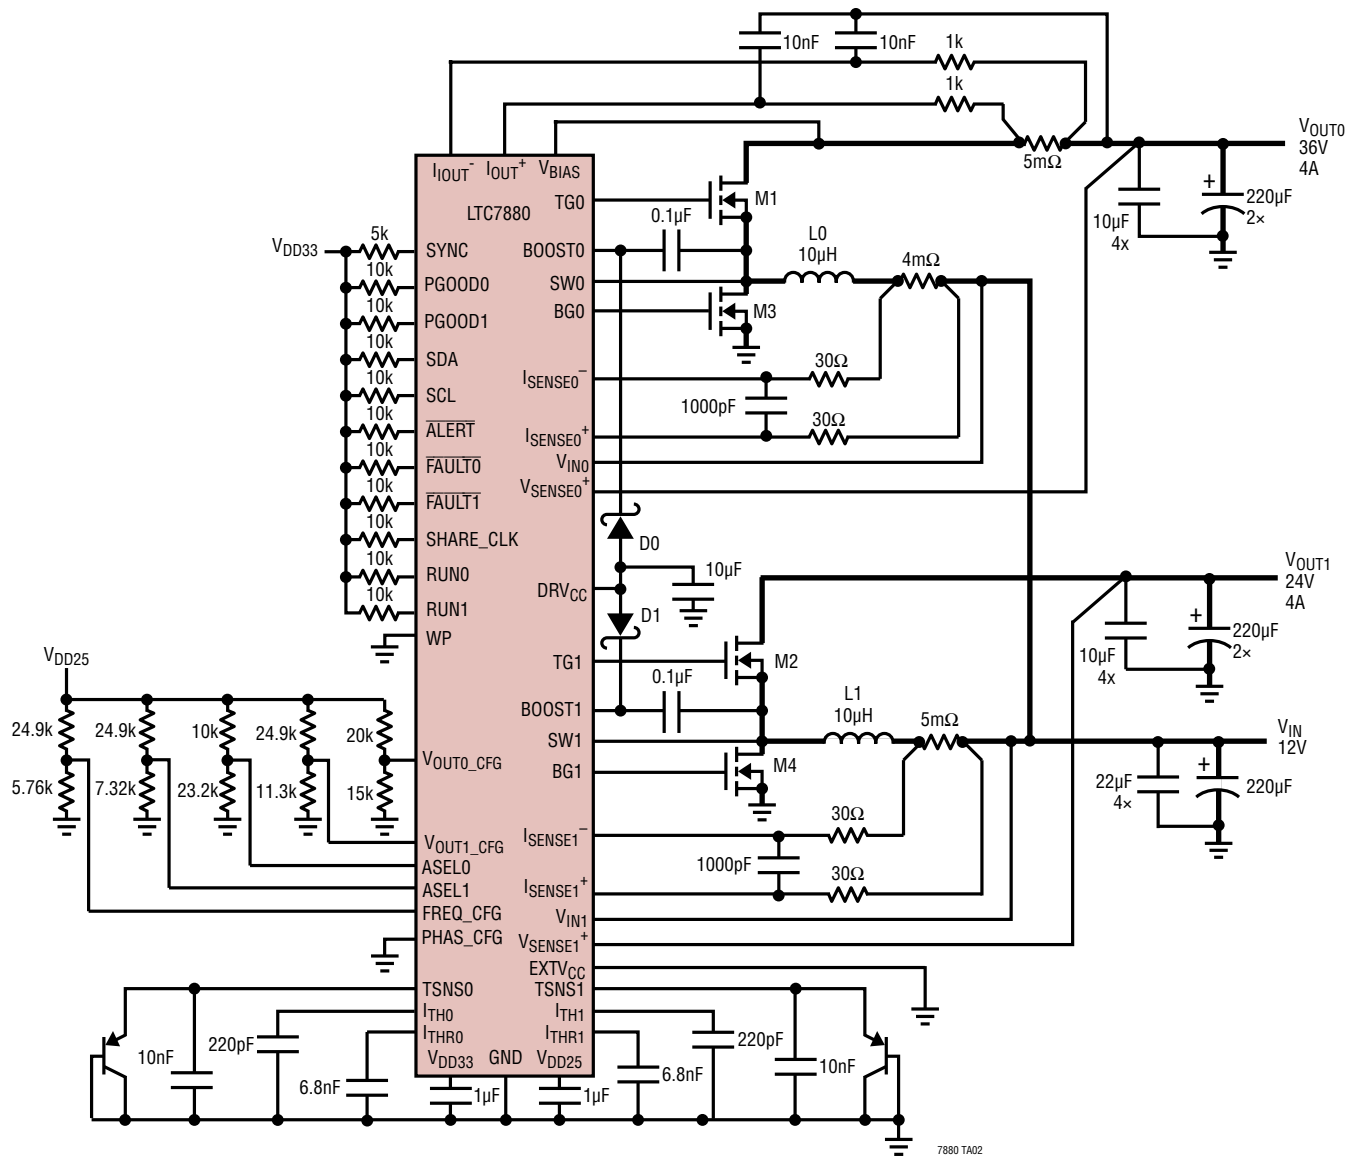 10nF
10nF
1k
1k
VOUT0
36V
4A
5mΩ
IIOUT-
IOUT+
VBIAS
LTC7880
TG0
M1
0.1µF
10µF
4x
+
220µF
2×
VDD33
5k
SYNC
BOOST0
L0
10µH
4mΩ
10k
PGOOD0
SW0
10k
PGOOD1
BG0
M3
10k
SDA
ISENSE0–
30Ω
10k
SCL
1000pF
10k
ALERT
ISENSE0+
30Ω
10k
FAULT0
VIN0
VSENSE0+
10k
FAULT1
10k
SHARE_CLK
D0
10k
RUN0
DRVCC
10µF
VOUT1
24V
4A
10k
RUN1
D1
WP
10µF
4x
+
220µF
2×
VDD25
TG1
M2
0.1µF
24.9k
24.9k
10k
24.9k
20k
BOOST1
L1
10µH
5mΩ
SW1
VIN
12V
VOUT0_CFG
BG1
M4
5.76k
7.32k
23.2k
11.3k
15k
22µF
4×
+
220µF
VOUT1_CFG
ISENSE1–
30Ω
ASEL0
1000pF
ASEL1
ISENSE1+
30Ω
FREQ_CFG
VIN1
PHAS_CFG
VSENSE1+
EXTVCC
TSNS0
TSNS1
ITH0
ITH1
ITHR0
ITHR1
10nF
220pF
6.8nF
VDD33
GND
VDD25
1µF
1µF
6.8nF
220pF
10nF
7880 TA02